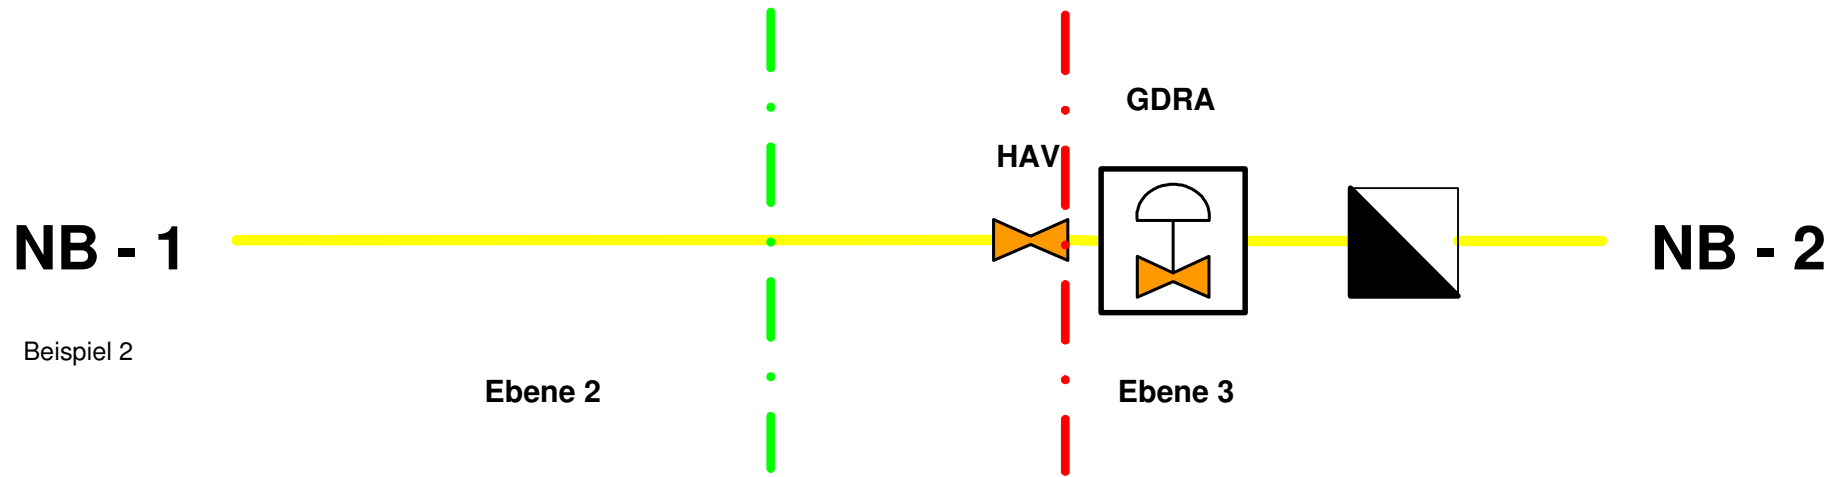 GDRA
HAV
NB - 1
NB - 2
Beispiel 2
Ebene 2
Ebene 3